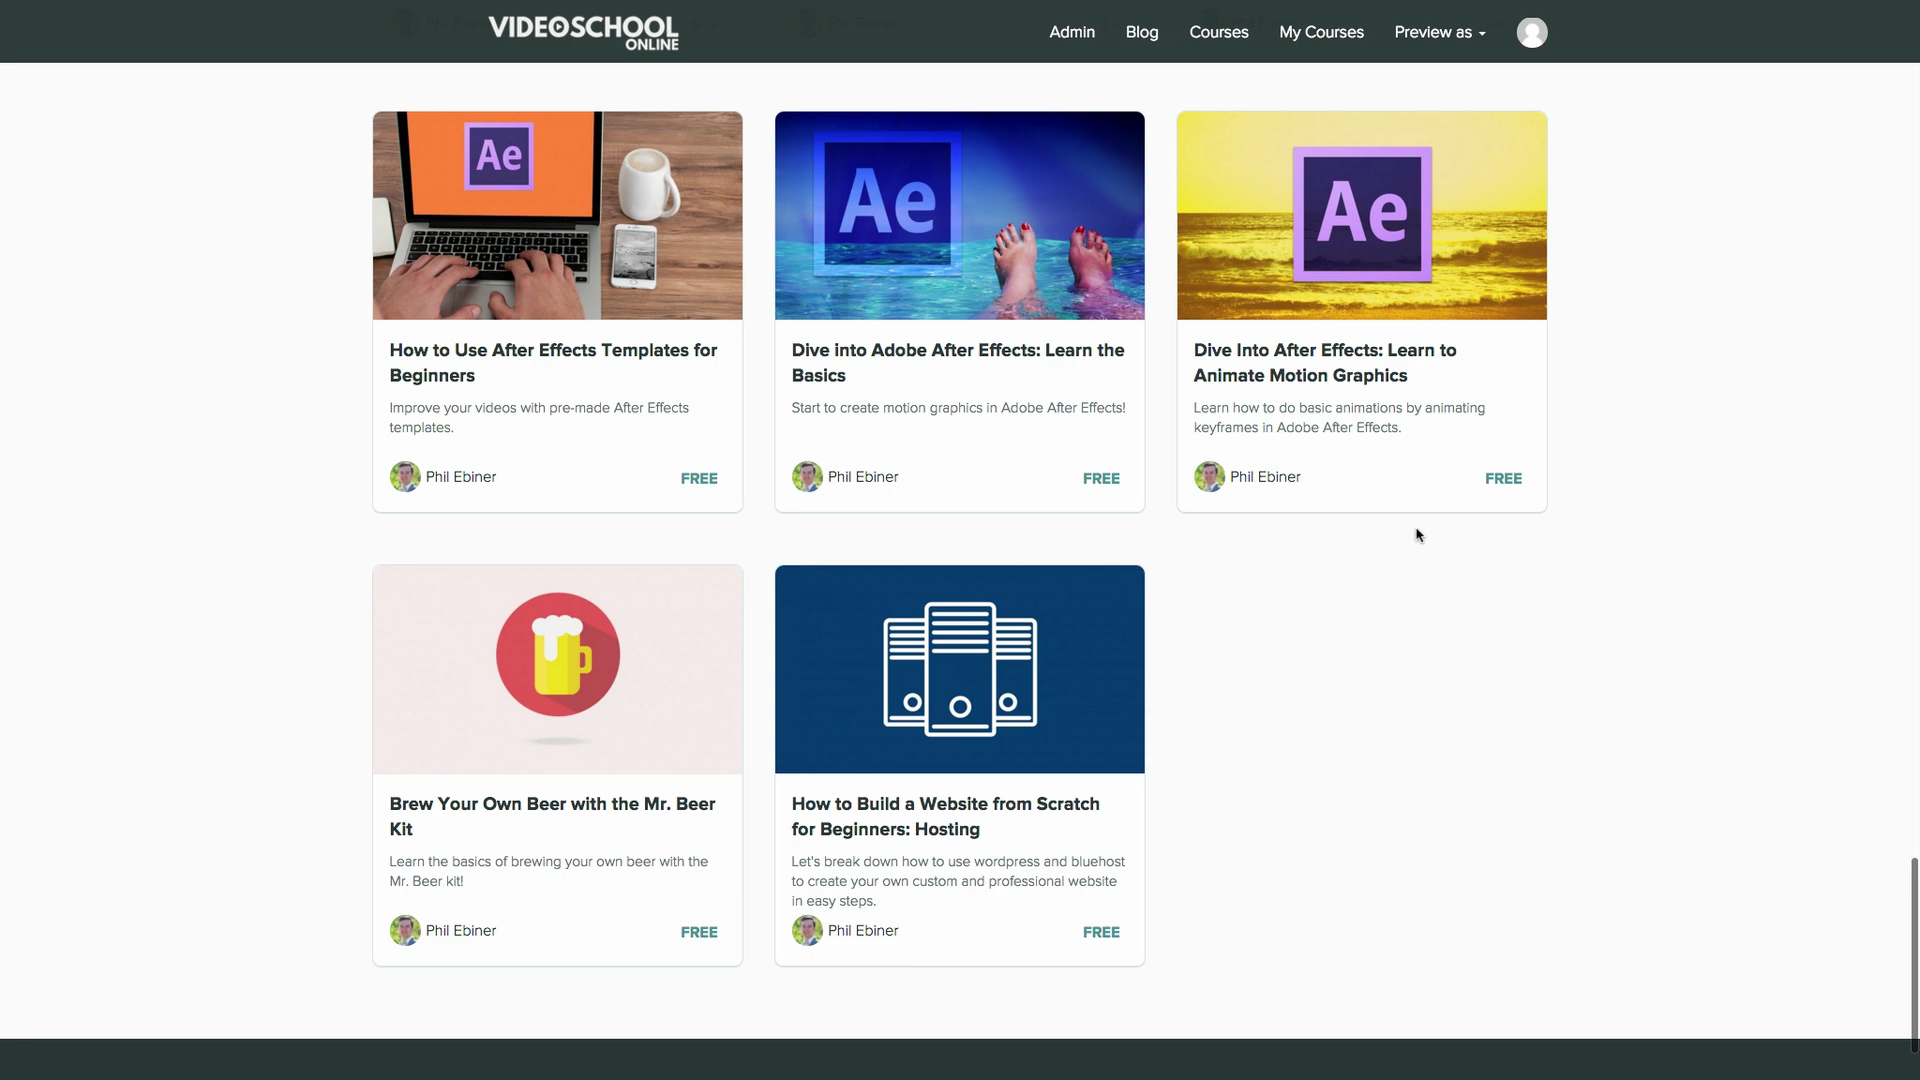 VIDEOSCHOOL
ONLINE
Admin
Blog
Courses
My Courses
Preview as
Ae
Ae
Ae
How to Use After Effects Templates for
Beginners
Improve your videos with pre-made After Effects
templates.
Phil Ebiner
FREE
Dive into Adobe After Effects: Learn the
Basics
Start to create motion graphics in Adobe After Effects!
Phil Ebiner
FREE
Dive Into After Effects: Learn to
Animate Motion Graphics
Learn how to do basic animations by animating
keyframes in Adobe After Effects.
Phil Ebiner
FREE
Brew Your Own Beer with the Mr. Beer
Kit
Learn the basics of brewing your own beer with the
Mr. Beer kit!
Phil Ebiner
FREE
How to Build a Website from Scratch
for Beginners: Hosting
Let's break down how to use wordpress and bluehost
to create your own custom and professional website
in easy steps.
Phil Ebiner
FREE